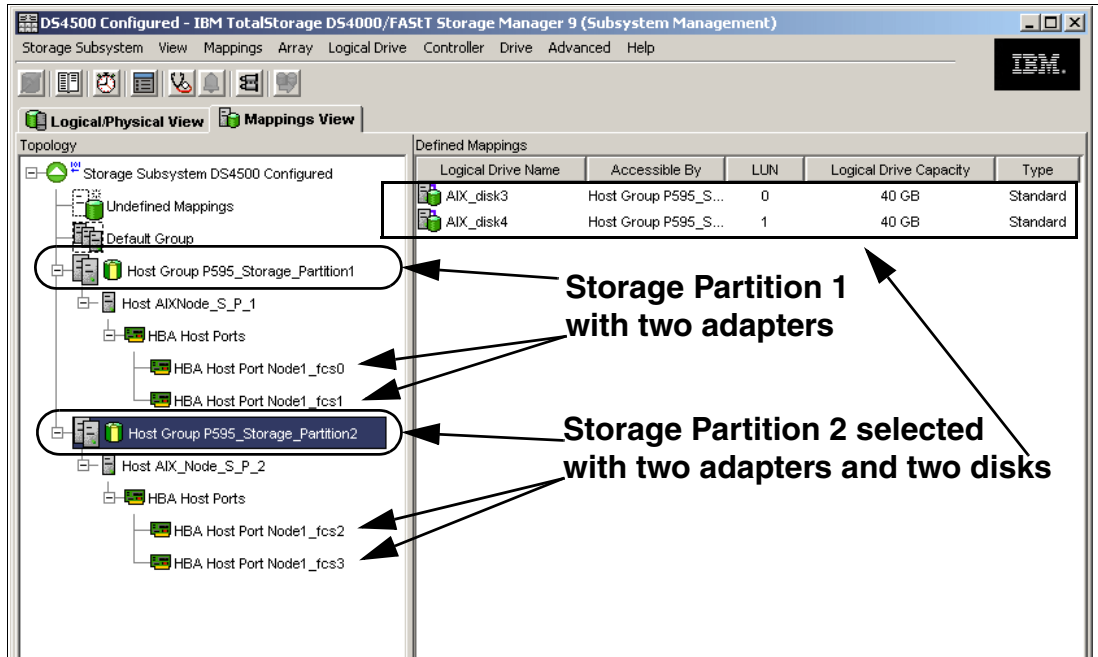 DS4500 Configured - IBM TotalStorage DS4000/FAStT Storage Manager 9 (Subsystem Management)
Storage Subsystem View Mappings Array Logical Drive Controller Drive Advanced Help
IBM.
Logical/Physical View Mappings View
Topology
Storage Subsystem DS4500 Configured
Undefined Mappings
Default Group
Host Group P595_Storage_Partition1
Host AIXNode_S_P_1
HBA Host Ports
HBA Host Port Node1_fcs0
HBA Host Port Node1_fcs1
Host Group P595_Storage_Partition2
Host AIX_Node_S_P_2
HBA Host Ports
HBA Host Port Node1_fcs2
HBA Host Port Node1_fcs3
Defined Mappings
Logical Drive Name Accessible By LUN Logical Drive Capacity Type
AIX_disk3 Host Group P595_S... 0 40 GB Standard
AIX_disk4 Host Group P595_S... 1 40 GB Standard
Storage Partition 1
with two adapters
Storage Partition 2 selected
with two adapters and two disks